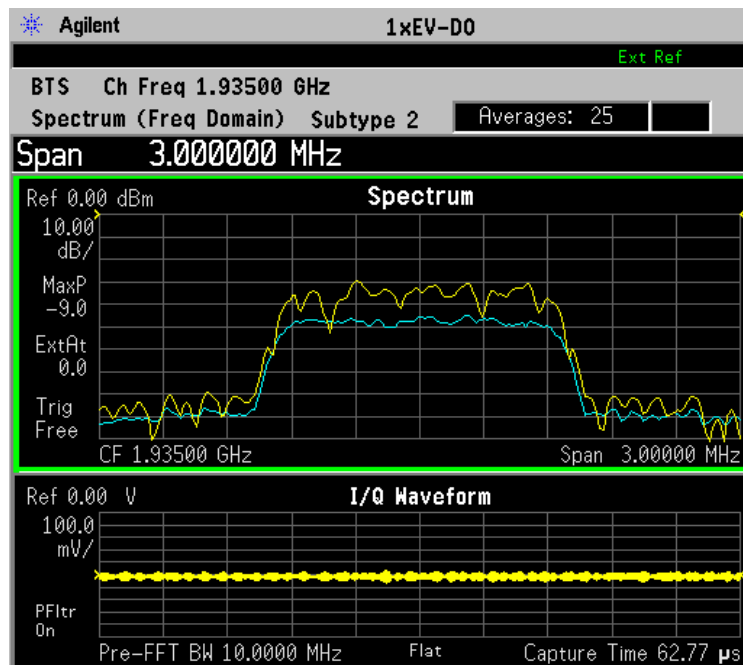 Agilent 1xEV-DO
Ext Ref
BTS Ch Freq 1.93500 GHz
Spectrum (Freq Domain) Subtype 2 Averages: 25
Span 3.000000 MHz
Ref 0.00 dBm Spectrum
10.00
dB/
MaxP
-9.0
ExtAt
0.0
Trig
Free
CF 1.93500 GHz Span 3.00000 MHz
Ref 0.00 V I/Q Waveform
100.0
mV/
PFltr
On
Pre-FFT BW 10.0000 MHz Flat Capture Time 62.77 µs